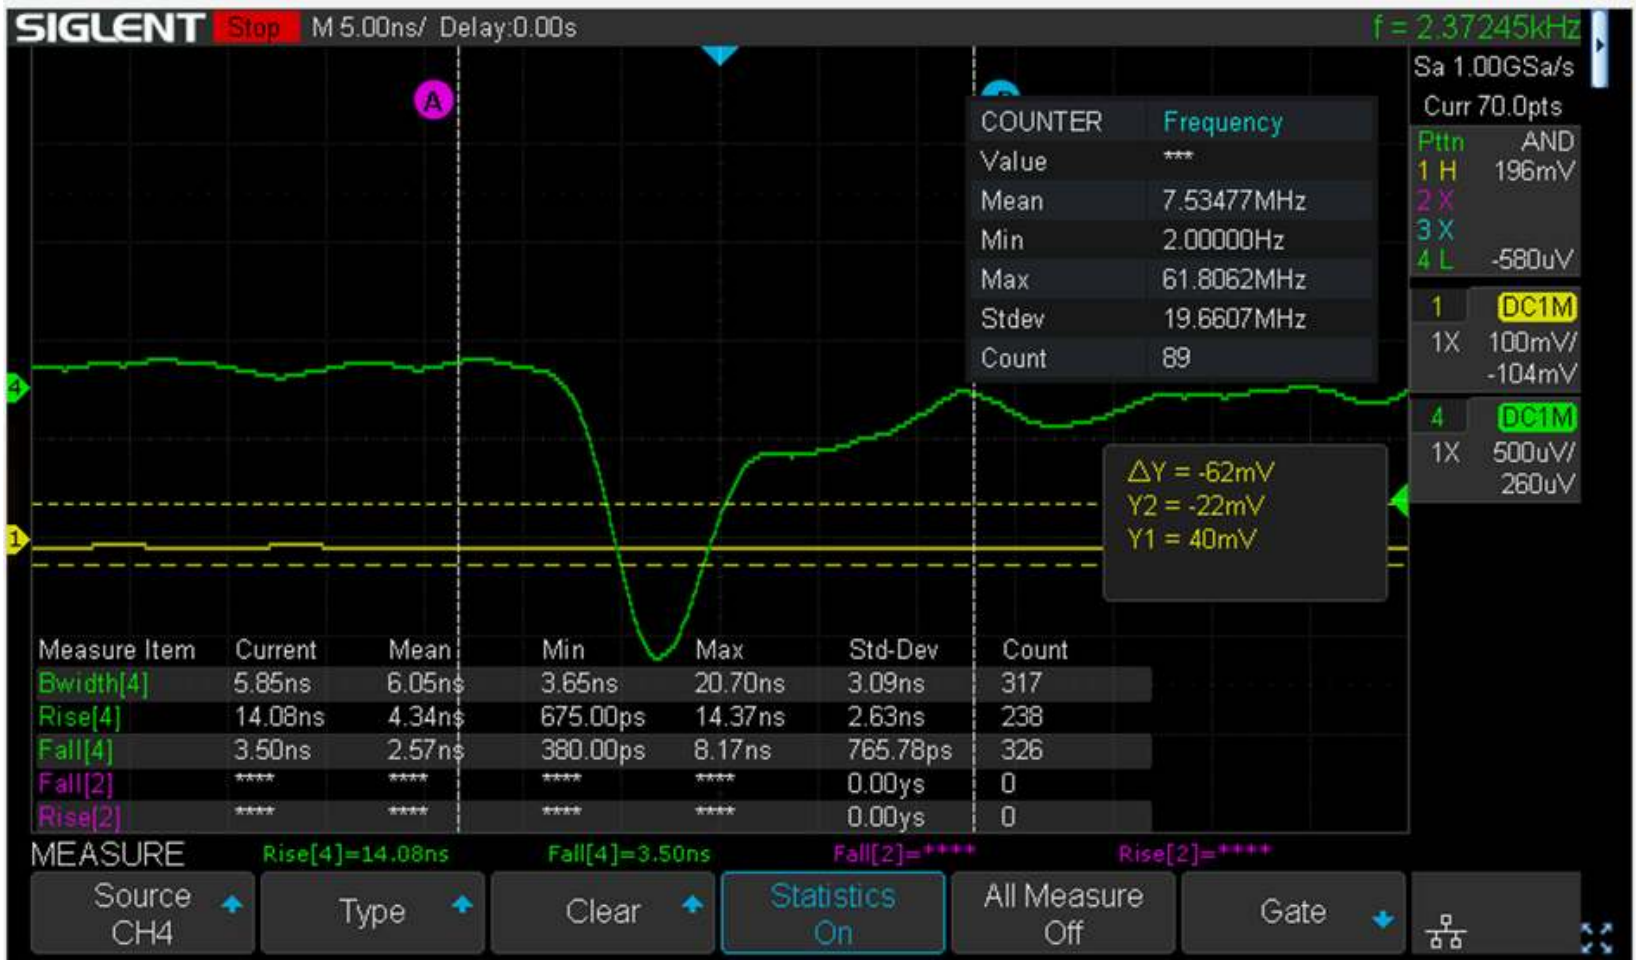 SIGLENT Stop M 5.00ns/ Delay:0.00s f = 2.37245kHz
Sa 1.00GSa/s
Curr 70.0pts
A
COUNTER Frequency
Value ***
Mean 7.53477MHz
Min 2.00000Hz
Max 61.8062MHz
Stdev 19.6607MHz
Count 89
Pttn AND
1 H 196mV
2 X
3 X
4 L -580uV
1 DC1M
1X 100mV/
-104mV
4 DC1M
1X 500uV/
260uV
4
1
ΔY = -62mV
Y2 = -22mV
Y1 = 40mV
Measure Item Current Mean Min Max Std-Dev Count
Bwidth[4] 5.85ns 6.05ns 3.65ns 20.70ns 3.09ns 317
Rise[4] 14.08ns 4.34ns 675.00ps 14.37ns 2.63ns 238
Fall[4] 3.50ns 2.57ns 380.00ps 8.17ns 765.78ps 326
Fall[2] **** **** **** **** 0.00ys 0
Rise[2] **** **** **** **** 0.00ys 0
MEASURE Rise[4]=14.08ns Fall[4]=3.50ns Fall[2]=**** Rise[2]=****
Source
CH4
Type
Clear
Statistics
On
All Measure
Off
Gate